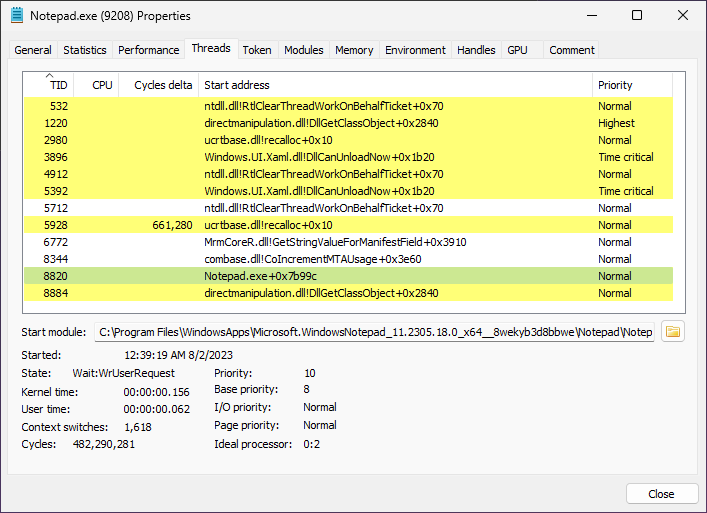 Notepad.exe (9208) Properties
General Statistics Performance Threads Token Modules Memory Environment Handles GPU Comment
TID CPU Cycles delta Start address Priority
532 ntdll.dll!RtlClearThreadWorkOnBehalfTicket+0x70 Normal
1220 directmanipulation.dll!DllGetClassObject+0x2840 Highest
2980 ucrtbase.dll!recalloc+0x10 Normal
3896 Windows.UI.Xaml.dll!DllCanUnloadNow+0x1b20 Time critical
4912 ntdll.dll!RtlClearThreadWorkOnBehalfTicket+0x70 Normal
5392 Windows.UI.Xaml.dll!DllCanUnloadNow+0x1b20 Time critical
5712 ntdll.dll!RtlClearThreadWorkOnBehalfTicket+0x70 Normal
5928 661,280 ucrtbase.dll!recalloc+0x10 Normal
6772 MrmCoreR.dll!GetStringValueForManifestField+0x3910 Normal
8344 combase.dll!CoIncrementMTAUsage+0x3e60 Normal
8820 Notepad.exe+0x7b99c Normal
8884 directmanipulation.dll!DllGetClassObject+0x2840 Normal
Start module: C:\Program Files\WindowsApps\Microsoft.WindowsNotepad_11.2305.18.0_x64__8wekyb3d8bbwe\Notepad\Notep
Started: 12:39:19 AM 8/2/2023
State: Wait:WrUserRequest Priority: 10
Kernel time: 00:00:00.156 Base priority: 8
User time: 00:00:00.062 I/O priority: Normal
Context switches: 1,618 Page priority: Normal
Cycles: 482,290,281 Ideal processor: 0:2
Close